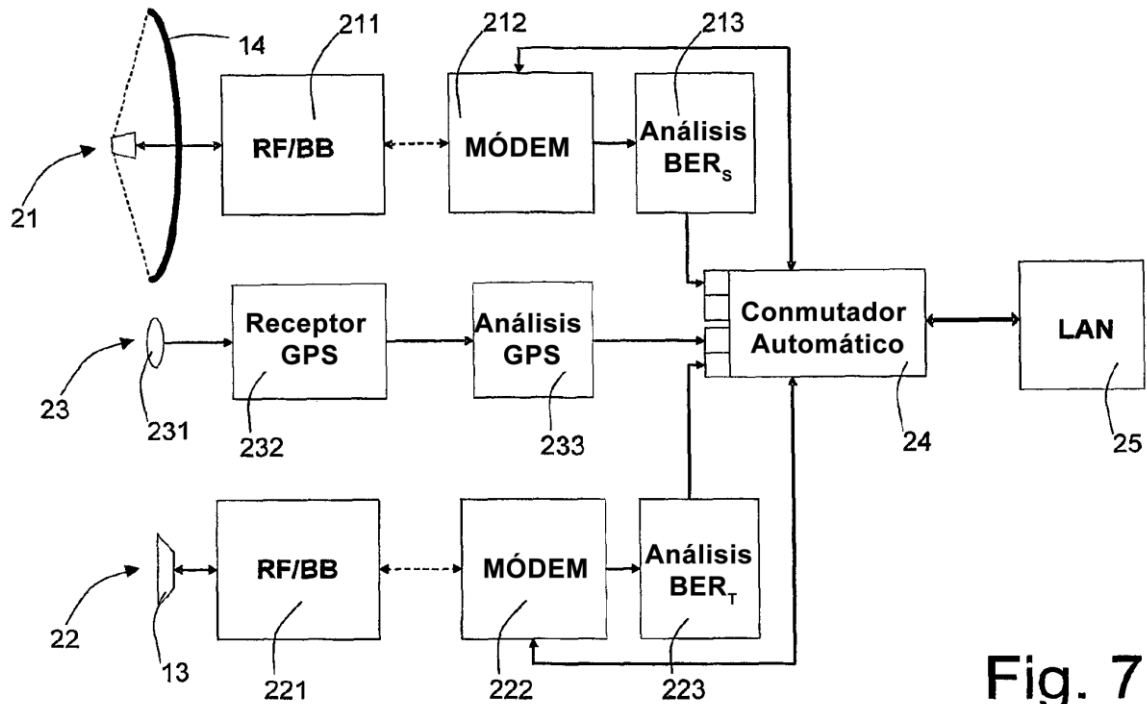 14
211
212
213
RF/BB
MÓDEM
Análisis
BERS
21
Receptor
GPS
Análisis
GPS
Conmutador
Automático
LAN
23
231
232
233
24
25
RF/BB
MÓDEM
Análisis
BERT
22
13
221
222
223
Fig. 7